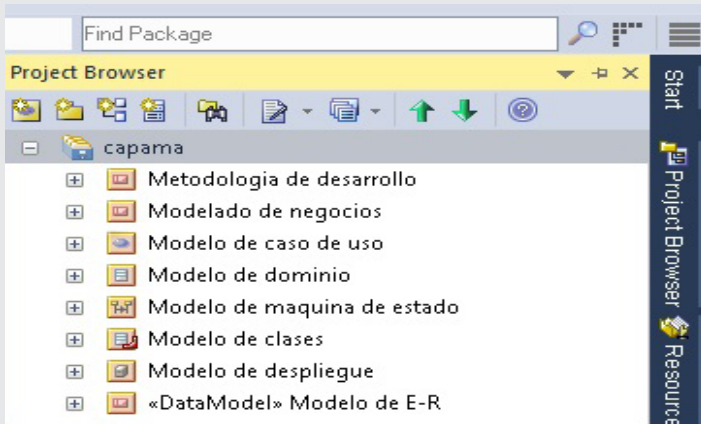 Find Package
Project Browser
capama
Metodologia de desarrollo
Modelado de negocios
Modelo de caso de uso
Modelo de dominio
Modelo de maquina de estado
Modelo de clases
Modelo de despliegue
«DataModel» Modelo de E-R
Start
Project Browser
Resource